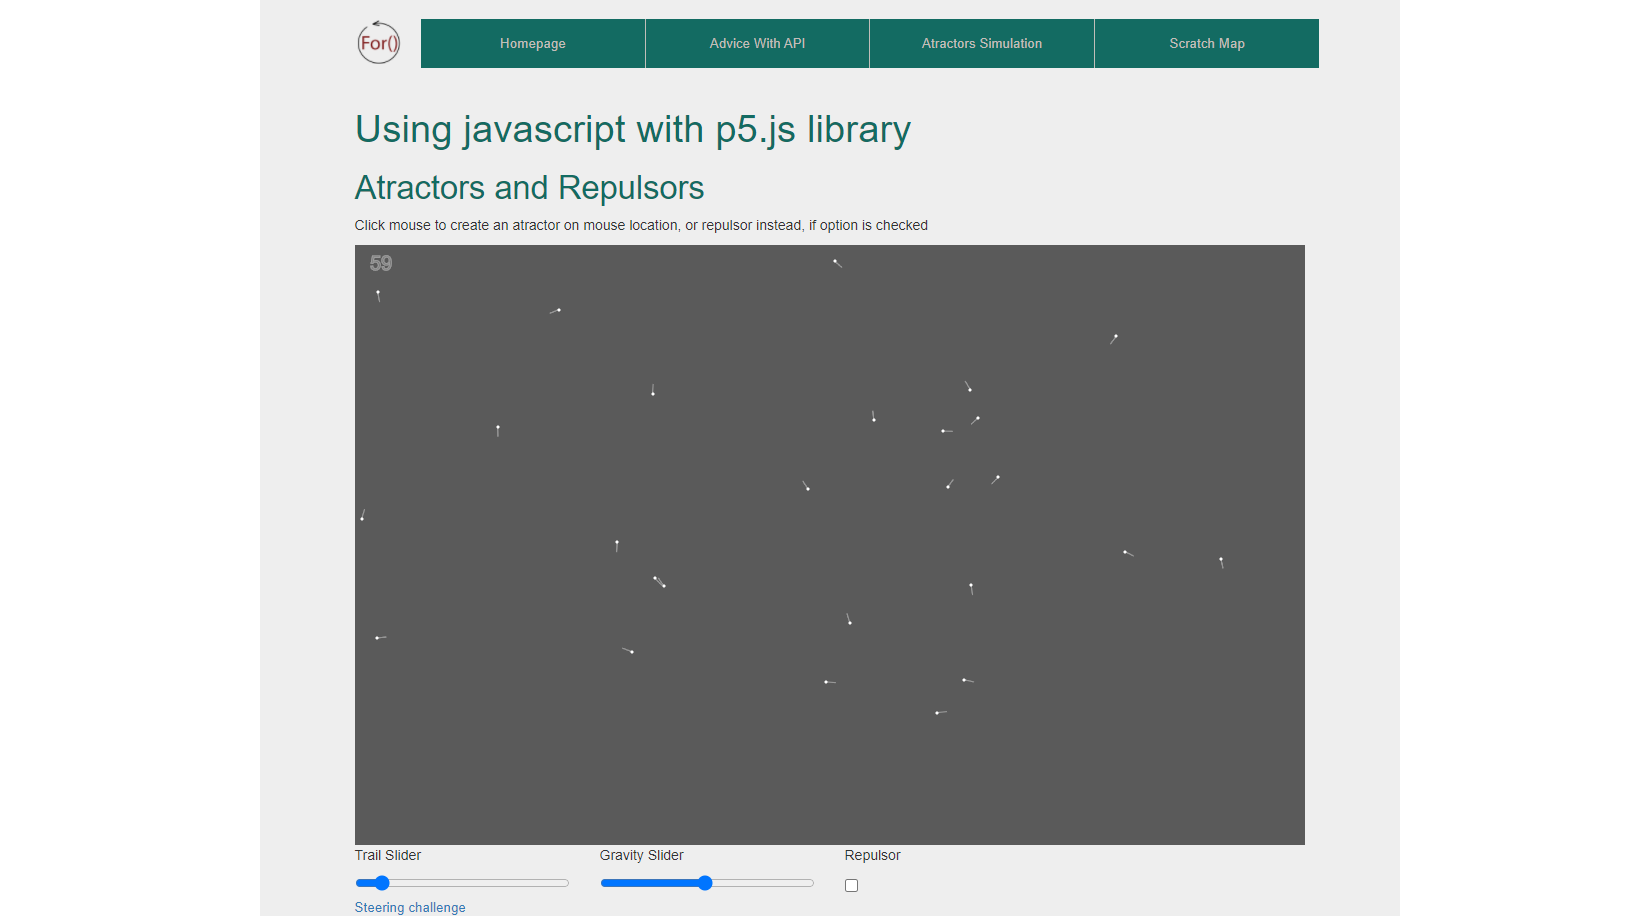 For()
Homepage
Advice With API
Atractors Simulation
Scratch Map
Using javascript with p5.js library
Atractors and Repulsors
Click mouse to create an atractor on mouse location, or repulsor instead, if option is checked
59
Trail Slider
Gravity Slider
Repulsor
Steering challenge